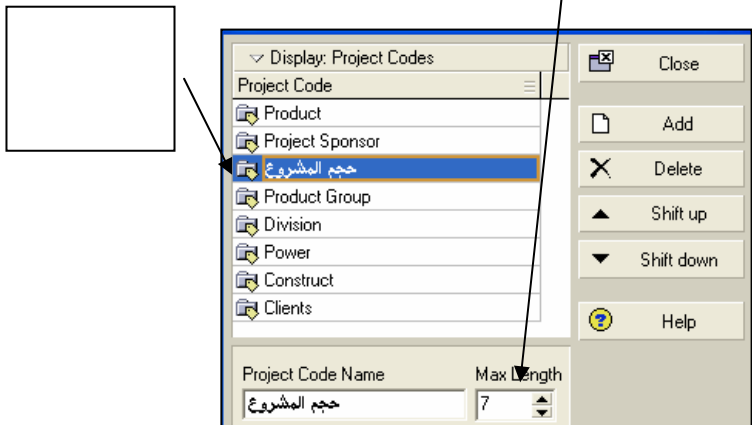 Display: Project Codes
Close
Project Code
Product
Add
Project Sponsor
حجم المشروع
Delete
Product Group
Shift up
Division
Power
Shift down
Construct
Clients
Help
Project Code Name
Max Length
حجم المشروع
7